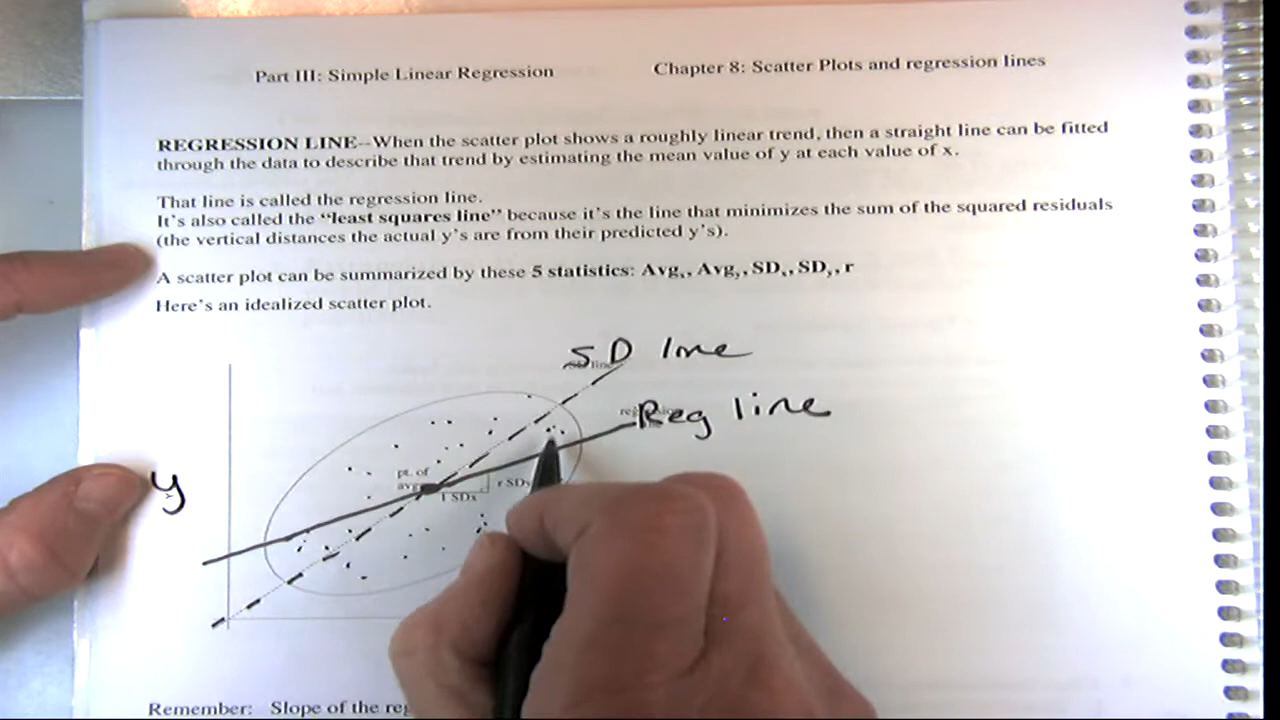 Part III: Simple Linear Regression Chapter 8: Scatter Plots and regression lines
REGRESSION LINE--When the scatter plot shows a roughly linear trend, then a straight line can be fitted
through the data to describe that trend by estimating the mean value of y at each value of x.
That line is called the regression line.
It's also called the “least squares line” because it's the line that minimizes the sum of the squared residuals
(the vertical distances the actual y's are from their predicted y's).
A scatter plot can be summarized by these 5 statistics: Avgₓ, Avgᵧ, SDₓ, SDᵧ, r
Here's an idealized scatter plot.
SD line
Reg line
pt. of
r SDy
1 SDx
y
Remember: Slope of the